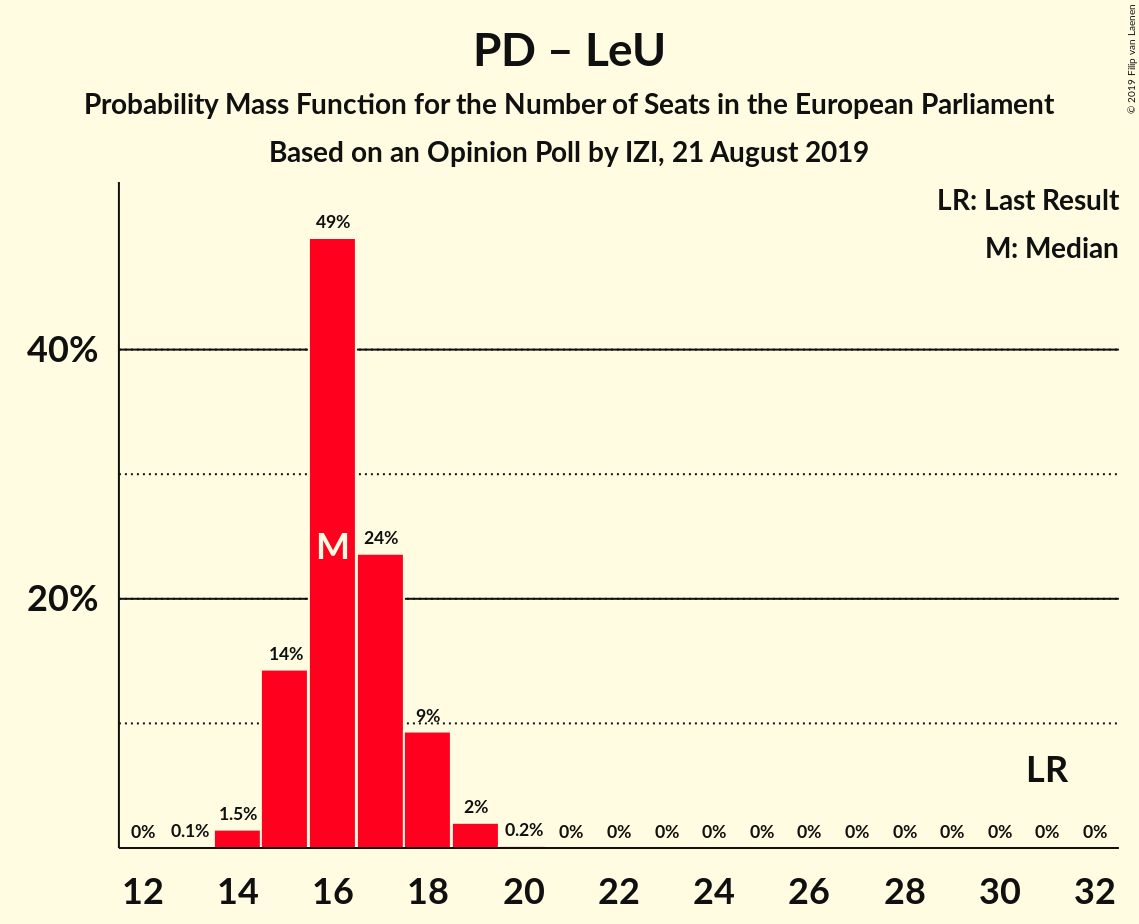 PD – LeU
Probability Mass Function for the Number of Seats in the European Parliament
Based on an Opinion Poll by IZI, 21 August 2019
© 2019 Filip van Laenen
LR: Last Result
M: Median
49%
40%
M
24%
20%
14%
9%
LR
0%
0.1%
1.5%
2%
0.2%
0%
0%
0%
0%
0%
0%
0%
0%
0%
0%
0%
0%
12 14 16 18 20 22 24 26 28 30 32